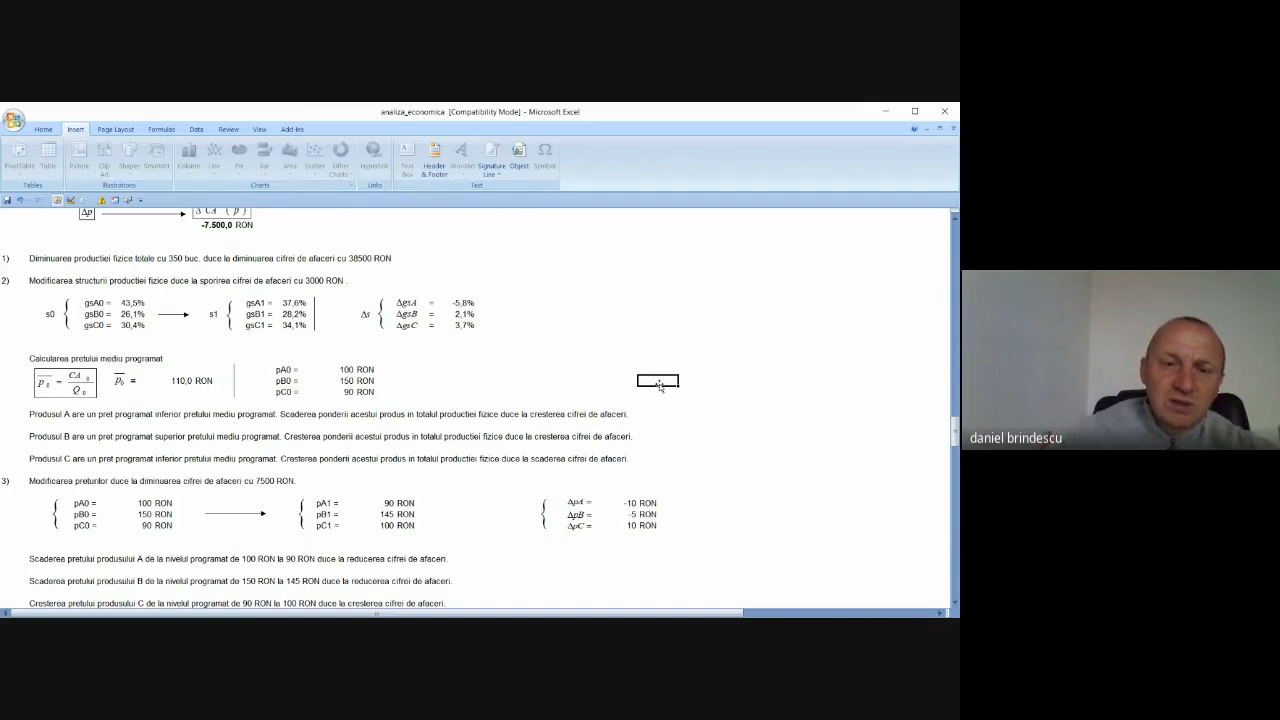 analiza_economica [Compatibility Mode] - Microsoft Excel
Home Insert Page Layout Formulas Data Review View Add-Ins
PivotTable Table Picture Clip Art Shapes SmartArt Column Line Pie Bar Area Scatter Other Charts Hyperlink Text Box Header & Footer WordArt Signature Line Object Symbol
Tables Illustrations Charts Links Text
Δp Δ CA ( p )
-7.500,0 RON
1) Diminuarea productiei fizice totale cu 350 buc. duce la diminuarea cifrei de afaceri cu 38500 RON
2) Modificarea structurii productiei fizice duce la sporirea cifrei de afaceri cu 3000 RON .
gsA0 = 43,5% gsA1 = 37,6% ΔgsA = -5,8%
s0 gsB0 = 26,1% s1 gsB1 = 28,2% Δs ΔgsB = 2,1%
gsC0 = 30,4% gsC1 = 34,1% ΔgsC = 3,7%
Calcularea pretului mediu programat
pA0 = 100 RON
p0 = CA0 / Q0 p0 = 110,0 RON pB0 = 150 RON
pC0 = 90 RON
Produsul A are un pret programat inferior pretului mediu programat. Scaderea ponderii acestui produs in totalul productiei fizice duce la cresterea cifrei de afaceri.
Produsul B are un pret programat superior pretului mediu programat. Cresterea ponderii acestui produs in totalul productiei fizice duce la cresterea cifrei de afaceri.
Produsul C are un pret programat inferior pretului mediu programat. Cresterea ponderii acestui produs in totalul productiei fizice duce la scaderea cifrei de afaceri.
3) Modificarea preturilor duce la diminuarea cifrei de afaceri cu 7500 RON.
pA0 = 100 RON pA1 = 90 RON ΔpA = -10 RON
pB0 = 150 RON pB1 = 145 RON ΔpB = -5 RON
pC0 = 90 RON pC1 = 100 RON ΔpC = 10 RON
Scaderea pretului produsului A de la nivelul programat de 100 RON la 90 RON duce la reducerea cifrei de afaceri.
Scaderea pretului produsului B de la nivelul programat de 150 RON la 145 RON duce la reducerea cifrei de afaceri.
Cresterea pretului produsului C de la nivelul programat de 90 RON la 100 RON duce la cresterea cifrei de afaceri.
daniel brindescu